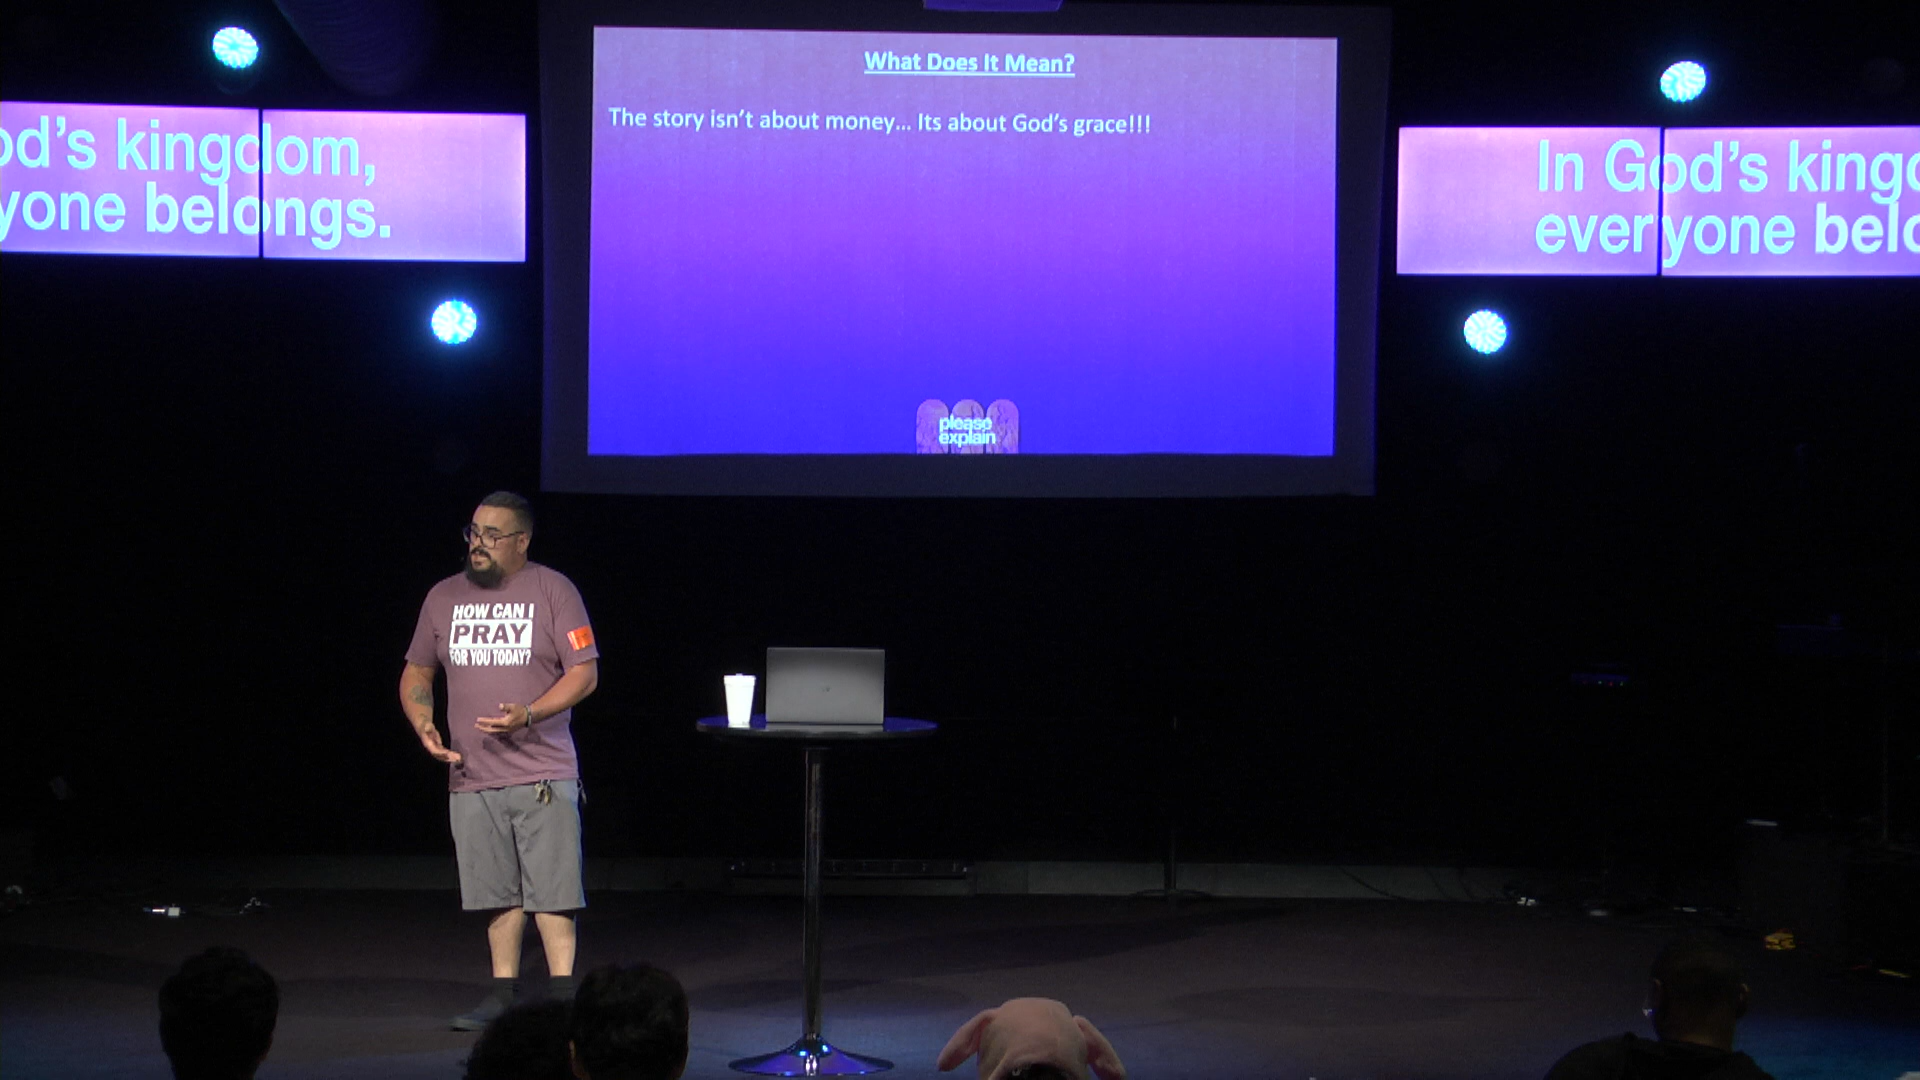 What Does It Mean?
The story isn't about money... Its about God's grace!!!
please
explain
od's kingdom,
yone belongs.
In God's kingd
everyone belo
HOW CAN I
PRAY
FOR YOU TODAY?